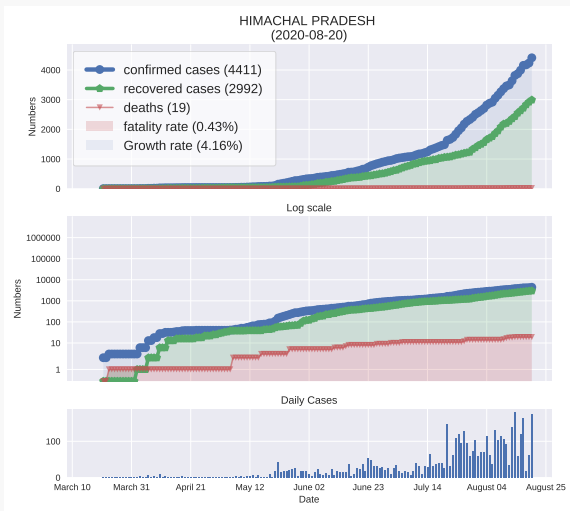 HIMACHAL PRADESH
(2020-08-20)
confirmed cases (4411)
recovered cases (2992)
deaths (19)
fatality rate (0.43%)
Growth rate (4.16%)
Numbers
4000
3000
2000
1000
0
Log scale
Numbers
1000000
100000
10000
1000
100
10
1
Daily Cases
100
0
March 10 March 31 April 21 May 12 June 02 June 23 July 14 August 04 August 25
Date